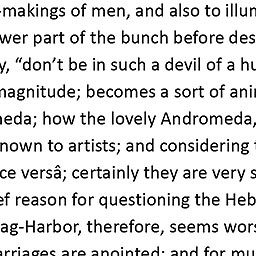 -makings of men, and also to illum
wer part of the bunch before des
y, “don’t be in such a devil of a hu
magnitude; becomes a sort of ani
meda; how the lovely Andromeda,
nown to artists; and considering
ce versâ; certainly they are very s
ef reason for questioning the Heb
ag-Harbor, therefore, seems wors
arriages are anointed; and for mu